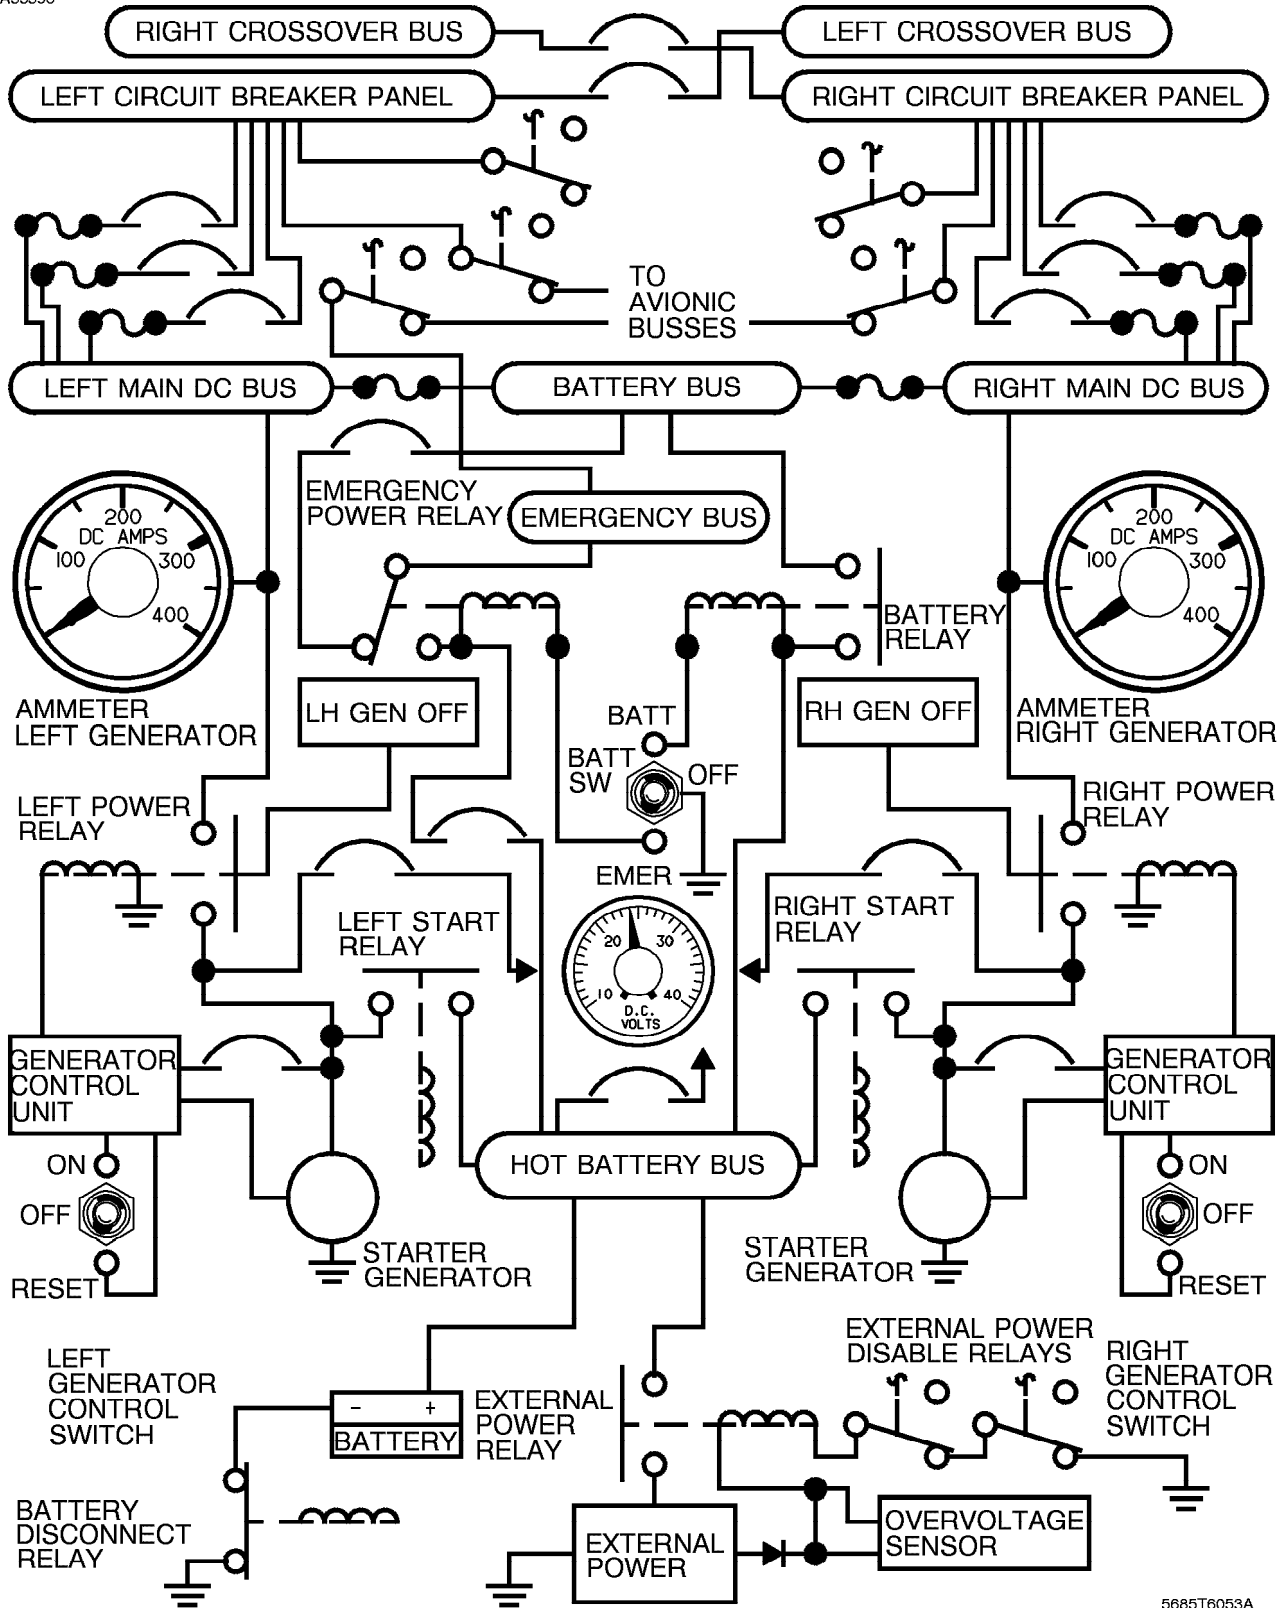 RIGHT CROSSOVER BUS
LEFT CROSSOVER BUS
LEFT CIRCUIT BREAKER PANEL
RIGHT CIRCUIT BREAKER PANEL
TO
AVIONIC
BUSSES
LEFT MAIN DC BUS
BATTERY BUS
RIGHT MAIN DC BUS
EMERGENCY
POWER RELAY
EMERGENCY BUS
200
DC AMPS
100
300
400
200
DC AMPS
100
300
400
BATTERY
RELAY
AMMETER
LEFT GENERATOR
LH GEN OFF
BATT
BATT
SW
OFF
EMER
RH GEN OFF
AMMETER
RIGHT GENERATOR
LEFT POWER
RELAY
RIGHT POWER
RELAY
LEFT START
RELAY
RIGHT START
RELAY
20
30
10
40
D.C.
VOLTS
GENERATOR
CONTROL
UNIT
GENERATOR
CONTROL
UNIT
HOT BATTERY BUS
ON
OFF
RESET
ON
OFF
RESET
STARTER
GENERATOR
STARTER
GENERATOR
LEFT
GENERATOR
CONTROL
SWITCH
EXTERNAL POWER
DISABLE RELAYS
RIGHT
GENERATOR
CONTROL
SWITCH
- +
BATTERY
EXTERNAL
POWER
RELAY
BATTERY
DISCONNECT
RELAY
EXTERNAL
POWER
OVERVOLTAGE
SENSOR
5685T6053A